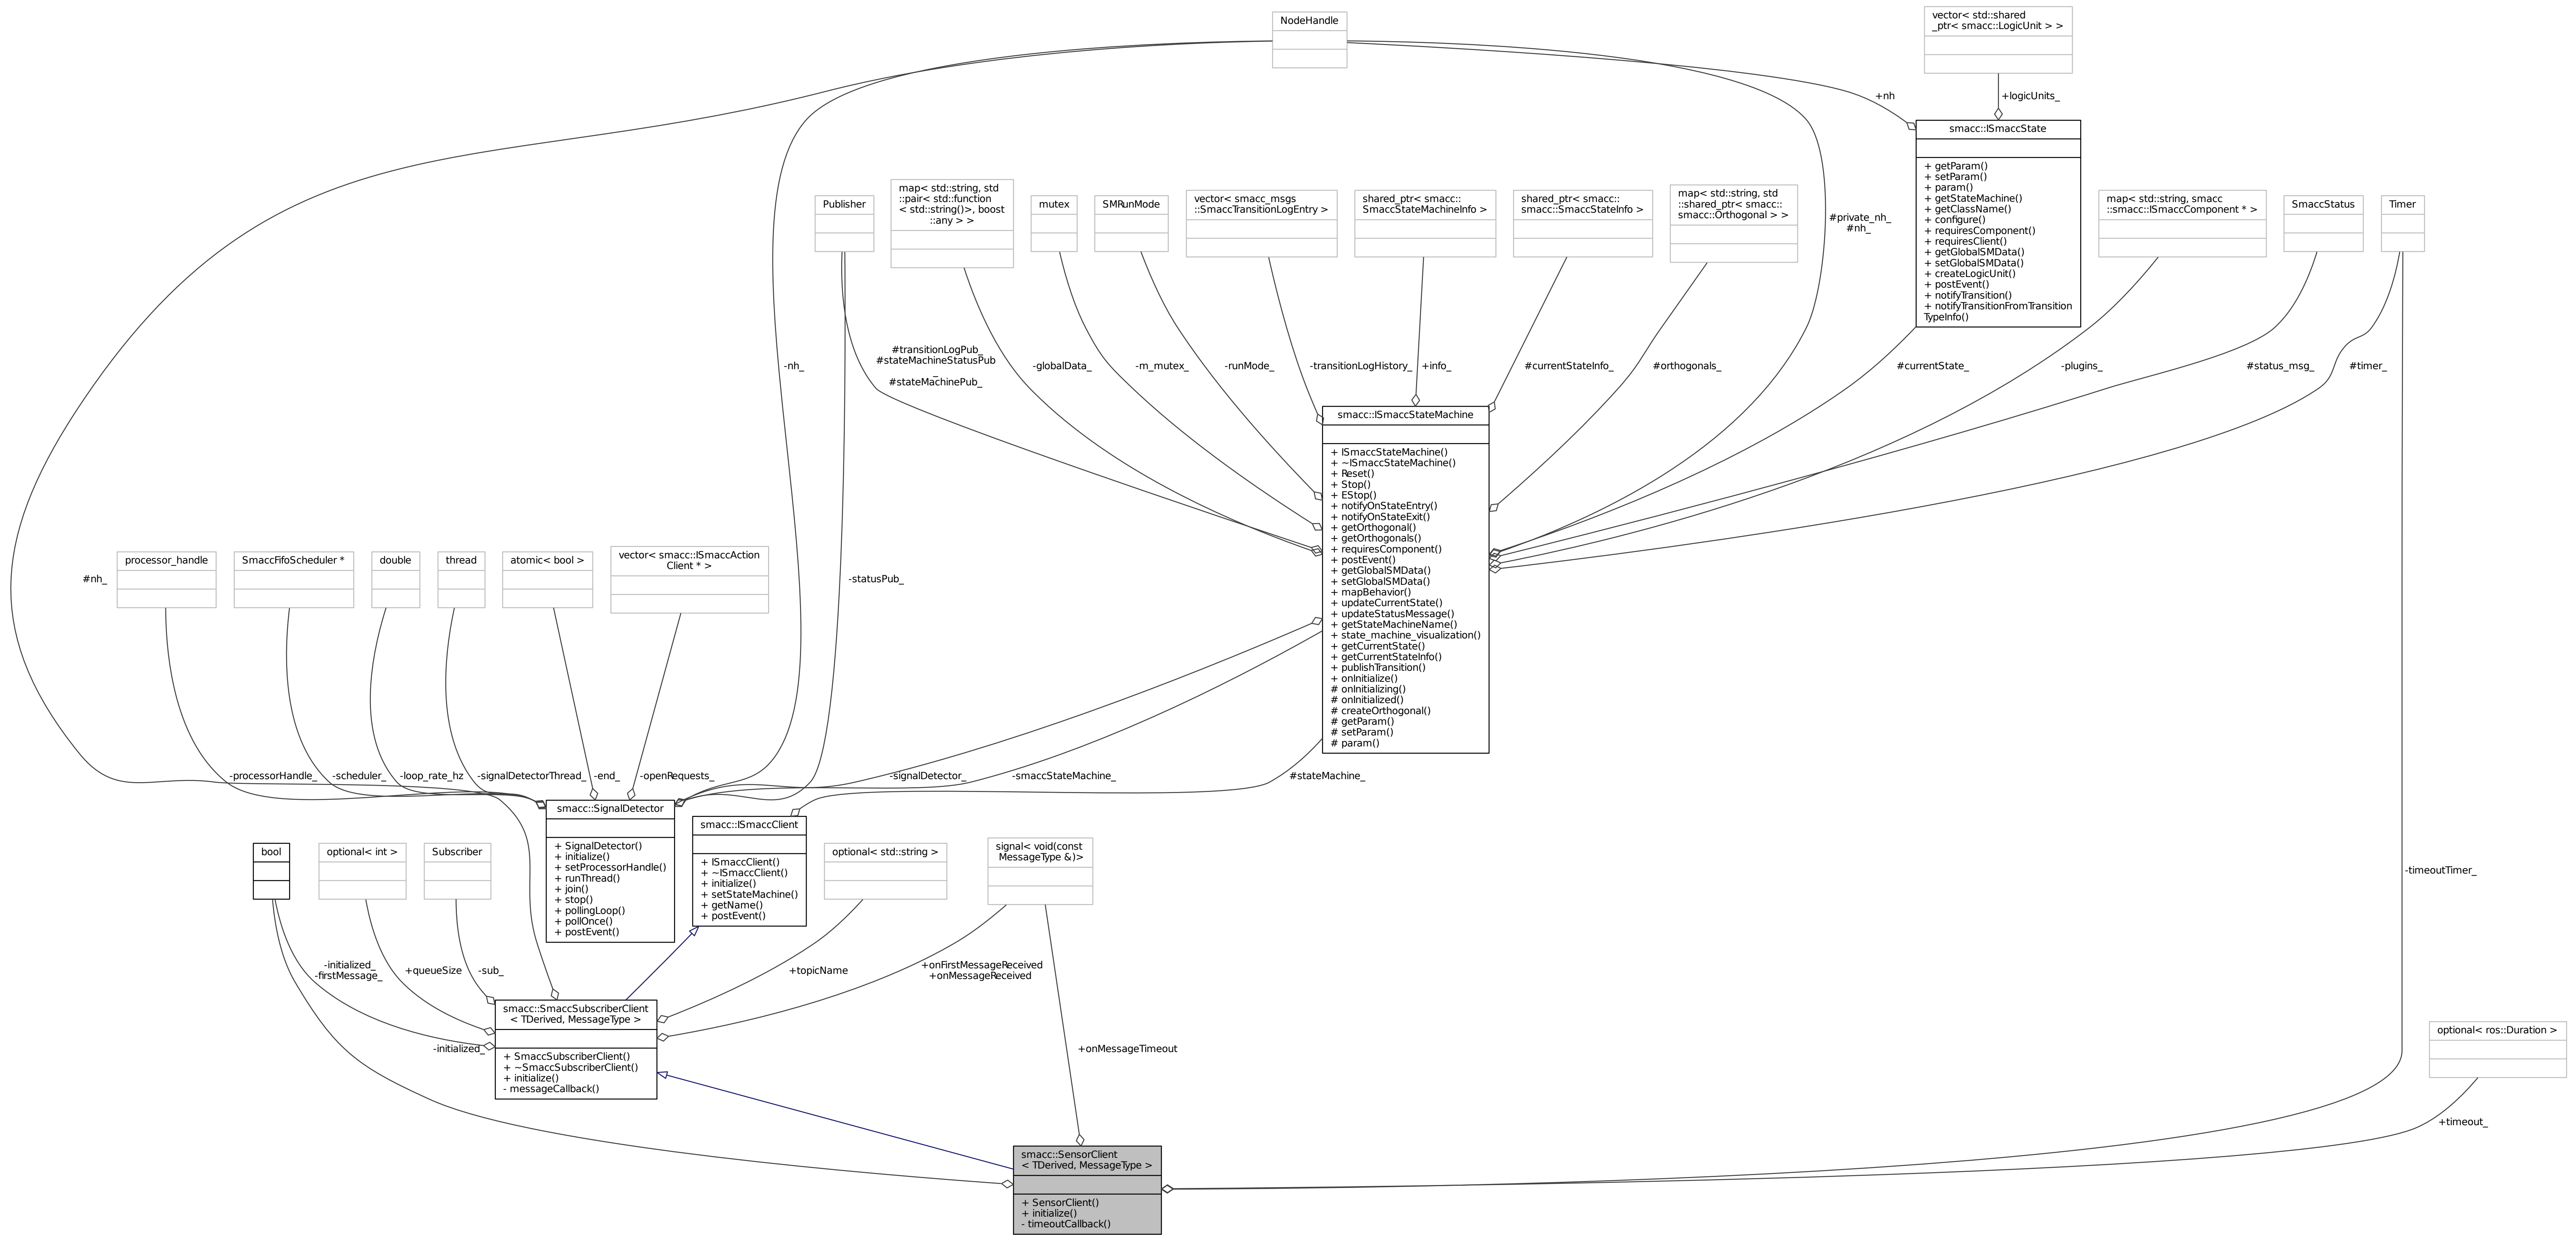 NodeHandle
vector< std::shared
_ptr< smacc::LogicUnit > >
+nh
+logicUnits_
smacc::ISmaccState
+ getParam()
+ setParam()
+ param()
+ getStateMachine()
+ getClassName()
+ configure()
+ requiresComponent()
+ requiresClient()
+ getGlobalSMData()
+ setGlobalSMData()
+ createLogicUnit()
+ postEvent()
+ notifyTransition()
+ notifyTransitionFromTransition
TypeInfo()
Publisher
map< std::string, std
::pair< std::function
< std::string()>, boost
::any > >
mutex
SMRunMode
vector< smacc_msgs
::SmaccTransitionLogEntry >
shared_ptr< smacc::
SmaccStateMachineInfo >
shared_ptr< smacc::
smacc::SmaccStateInfo >
map< std::string, std
::shared_ptr< smacc::
smacc::Orthogonal > >
#private_nh_
#nh_
map< std::string, smacc
::smacc::ISmaccComponent * >
SmaccStatus
Timer
-nh_
#transitionLogPub_
#stateMachineStatusPub
_
#stateMachinePub_
-globalData_
-m_mutex_
-runMode_
-transitionLogHistory_
+info_
#currentStateInfo_
#orthogonals_
#currentState_
-plugins_
#status_msg_
#timer_
smacc::ISmaccStateMachine
+ ISmaccStateMachine()
+ ~ISmaccStateMachine()
+ Reset()
+ Stop()
+ EStop()
+ notifyOnStateEntry()
+ notifyOnStateExit()
+ getOrthogonal()
+ getOrthogonals()
+ requiresComponent()
+ postEvent()
+ getGlobalSMData()
+ setGlobalSMData()
+ mapBehavior()
+ updateCurrentState()
+ updateStatusMessage()
+ getStateMachineName()
+ state_machine_visualization()
+ getCurrentState()
+ getCurrentStateInfo()
+ publishTransition()
+ onInitialize()
# onInitializing()
# onInitialized()
# createOrthogonal()
# getParam()
# setParam()
# param()
#nh_
processor_handle
SmaccFifoScheduler *
double
thread
atomic< bool >
vector< smacc::ISmaccAction
Client * >
-statusPub_
-processorHandle_
-scheduler_
-loop_rate_hz
-signalDetectorThread_
-end_
-openRequests_
-signalDetector_
-smaccStateMachine_
#stateMachine_
smacc::SignalDetector
+ SignalDetector()
+ initialize()
+ setProcessorHandle()
+ runThread()
+ join()
+ stop()
+ pollingLoop()
+ pollOnce()
+ postEvent()
smacc::ISmaccClient
+ ISmaccClient()
+ ~ISmaccClient()
+ initialize()
+ setStateMachine()
+ getName()
+ postEvent()
bool
optional< int >
Subscriber
optional< std::string >
signal< void(const
MessageType &)>
-timeoutTimer_
-initialized_
-firstMessage_
+queueSize
-sub_
+topicName
+onFirstMessageReceived
+onMessageReceived
smacc::SmaccSubscriberClient
< TDerived, MessageType >
+ SmaccSubscriberClient()
+ ~SmaccSubscriberClient()
+ initialize()
- messageCallback()
-initialized_
+onMessageTimeout
optional< ros::Duration >
+timeout_
smacc::SensorClient
< TDerived, MessageType >
+ SensorClient()
+ initialize()
- timeoutCallback()